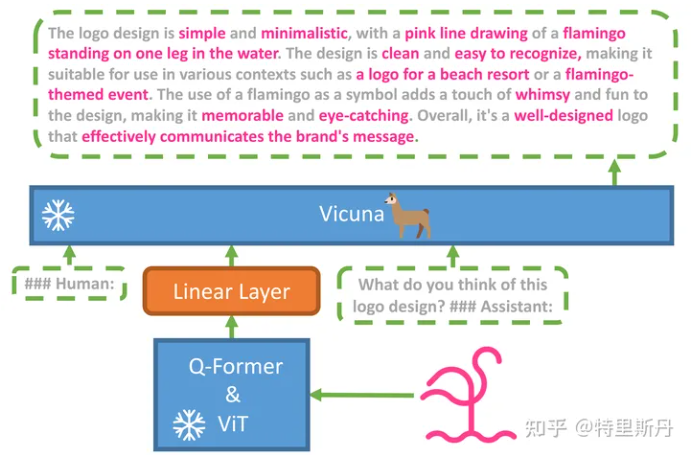 The logo design is simple and minimalistic, with a pink line drawing of a flamingo
standing on one leg in the water. The design is clean and easy to recognize, making it
suitable for use in various contexts such as a logo for a beach resort or a flamingo-
themed event. The use of a flamingo as a symbol adds a touch of whimsy and fun to
the design, making it memorable and eye-catching. Overall, it's a well-designed logo
that effectively communicates the brand's message.
Vicuna
### Human:
Linear Layer
What do you think of this
logo design? ### Assistant:
Q-Former
&
ViT
知乎 @特里斯丹